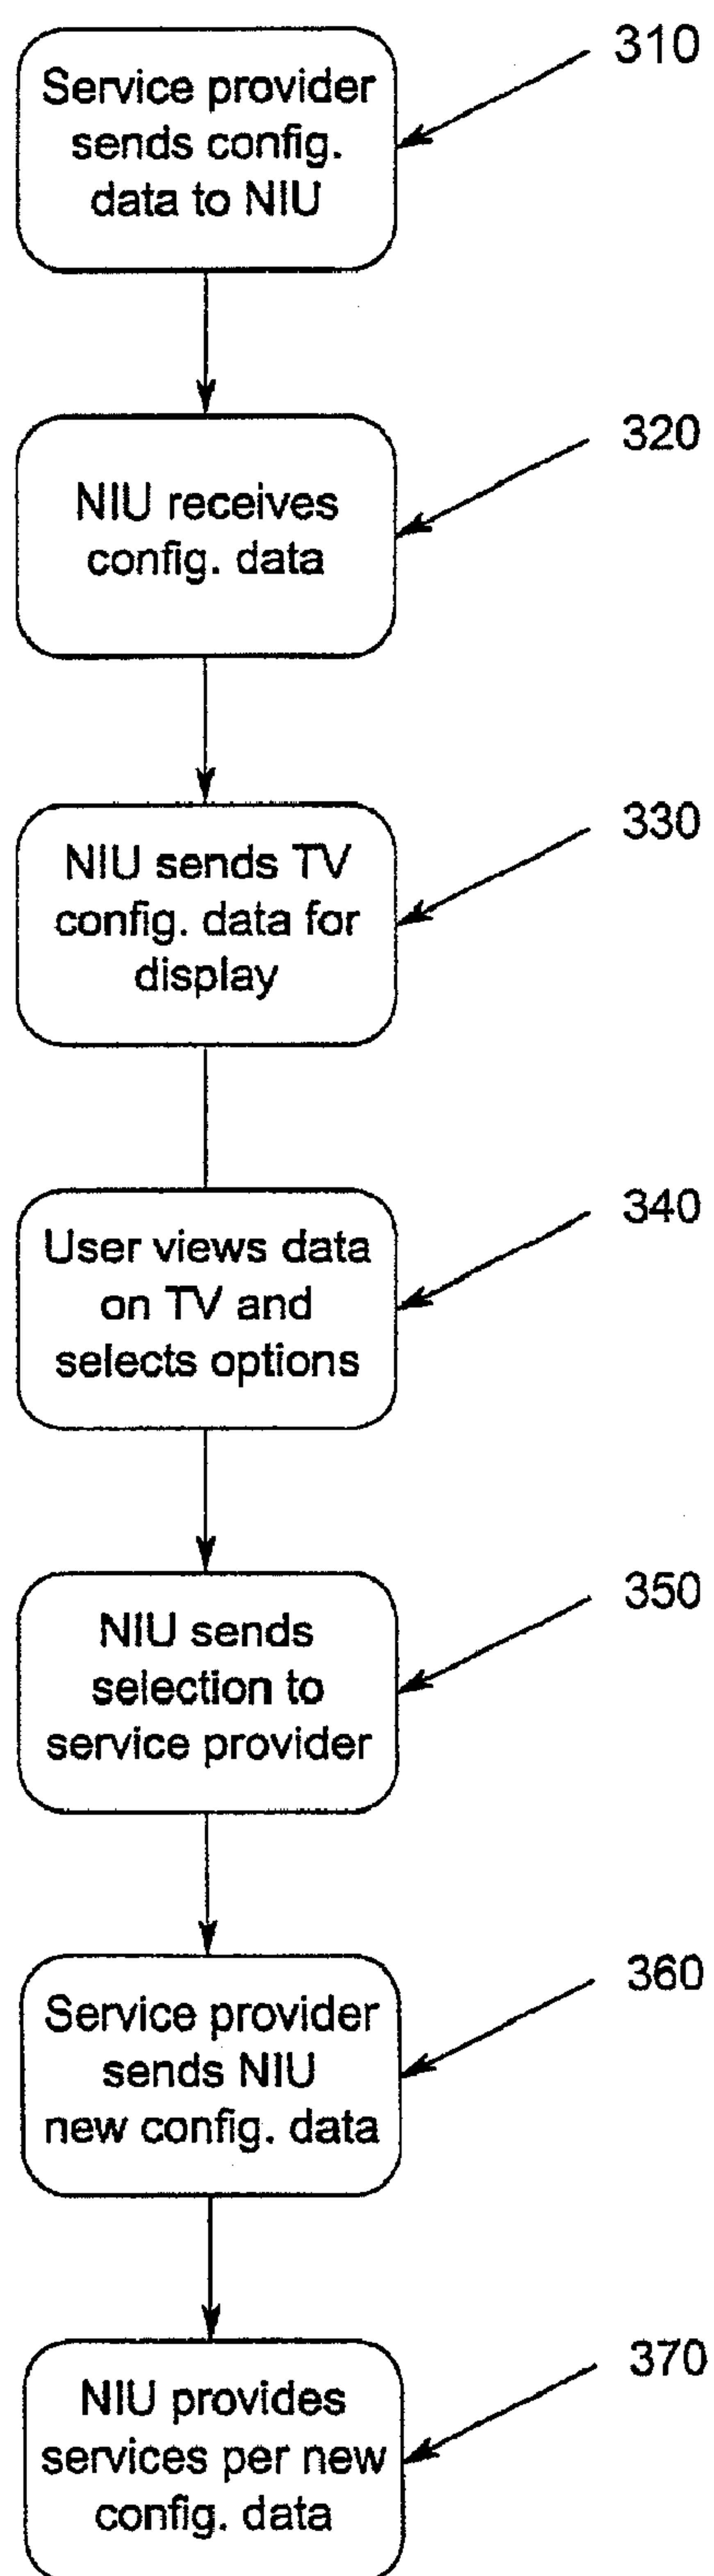 310
Service provider
sends config.
data to NIU
320
NIU receives
config. data
330
NIU sends TV
config. data for
display
340
User views data
on TV and
selects options
350
NIU sends
selection to
service provider
360
Service provider
sends NIU
new config. data
370
NIU provides
services per new
config. data